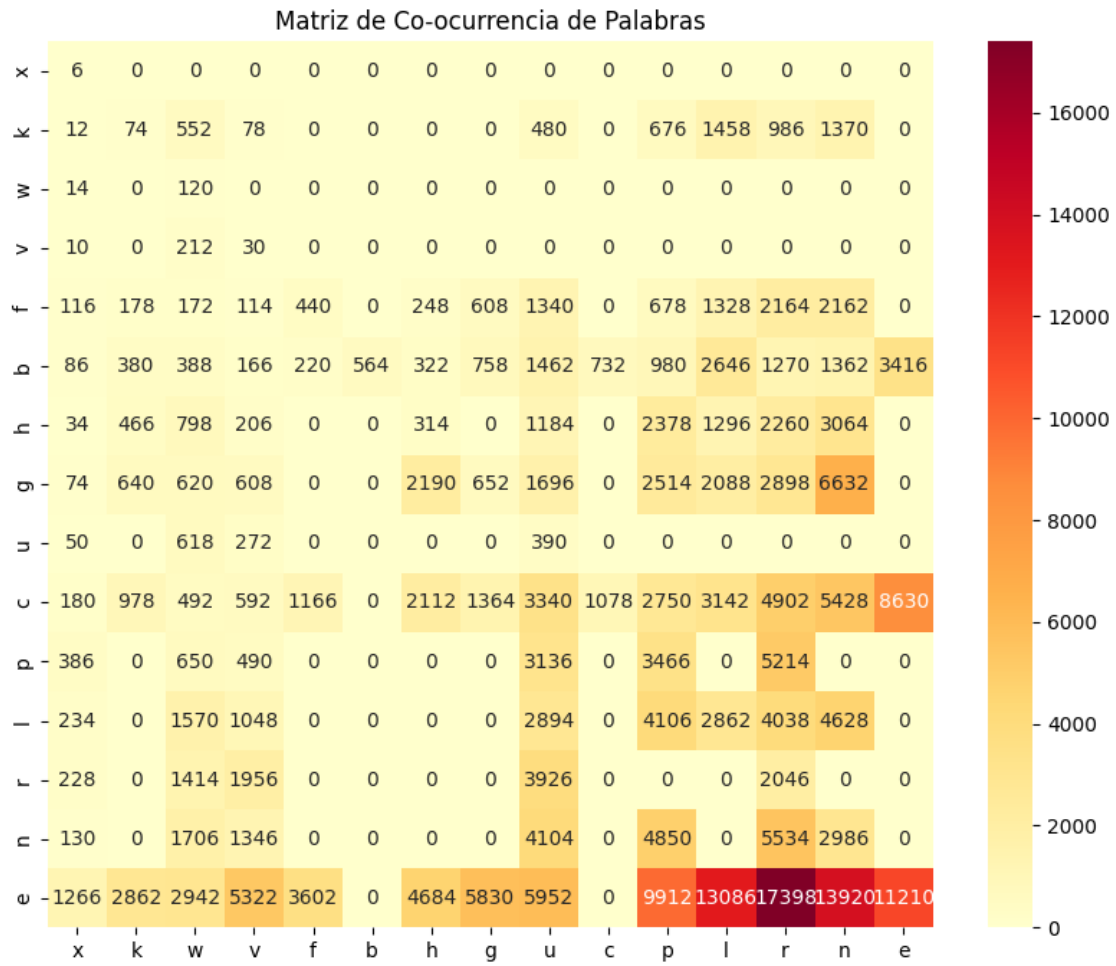 Matriz de Co-ocurrencia de Palabras
x 6 0 0 0 0 0 0 0 0 0 0 0 0 0 0
k 12 74 552 78 0 0 0 0 480 0 676 1458 986 1370 0
w 14 0 120 0 0 0 0 0 0 0 0 0 0 0 0
v 10 0 212 30 0 0 0 0 0 0 0 0 0 0 0
f 116 178 172 114 440 0 248 608 1340 0 678 1328 2164 2162 0
b 86 380 388 166 220 564 322 758 1462 732 980 2646 1270 1362 3416
h 34 466 798 206 0 0 314 0 1184 0 2378 1296 2260 3064 0
g 74 640 620 608 0 0 2190 652 1696 0 2514 2088 2898 6632 0
u 50 0 618 272 0 0 0 0 390 0 0 0 0 0 0
c 180 978 492 592 1166 0 2112 1364 3340 1078 2750 3142 4902 5428 8630
p 386 0 650 490 0 0 0 0 3136 0 3466 0 5214 0 0
l 234 0 1570 1048 0 0 0 0 2894 0 4106 2862 4038 4628 0
r 228 0 1414 1956 0 0 0 0 3926 0 0 0 2046 0 0
n 130 0 1706 1346 0 0 0 0 4104 0 4850 0 5534 2986 0
e 1266 2862 2942 5322 3602 0 4684 5830 5952 0 9912 13086 17398 13920 11210
x k w v f b h g u c p l r n e
16000
14000
12000
10000
8000
6000
4000
2000
0